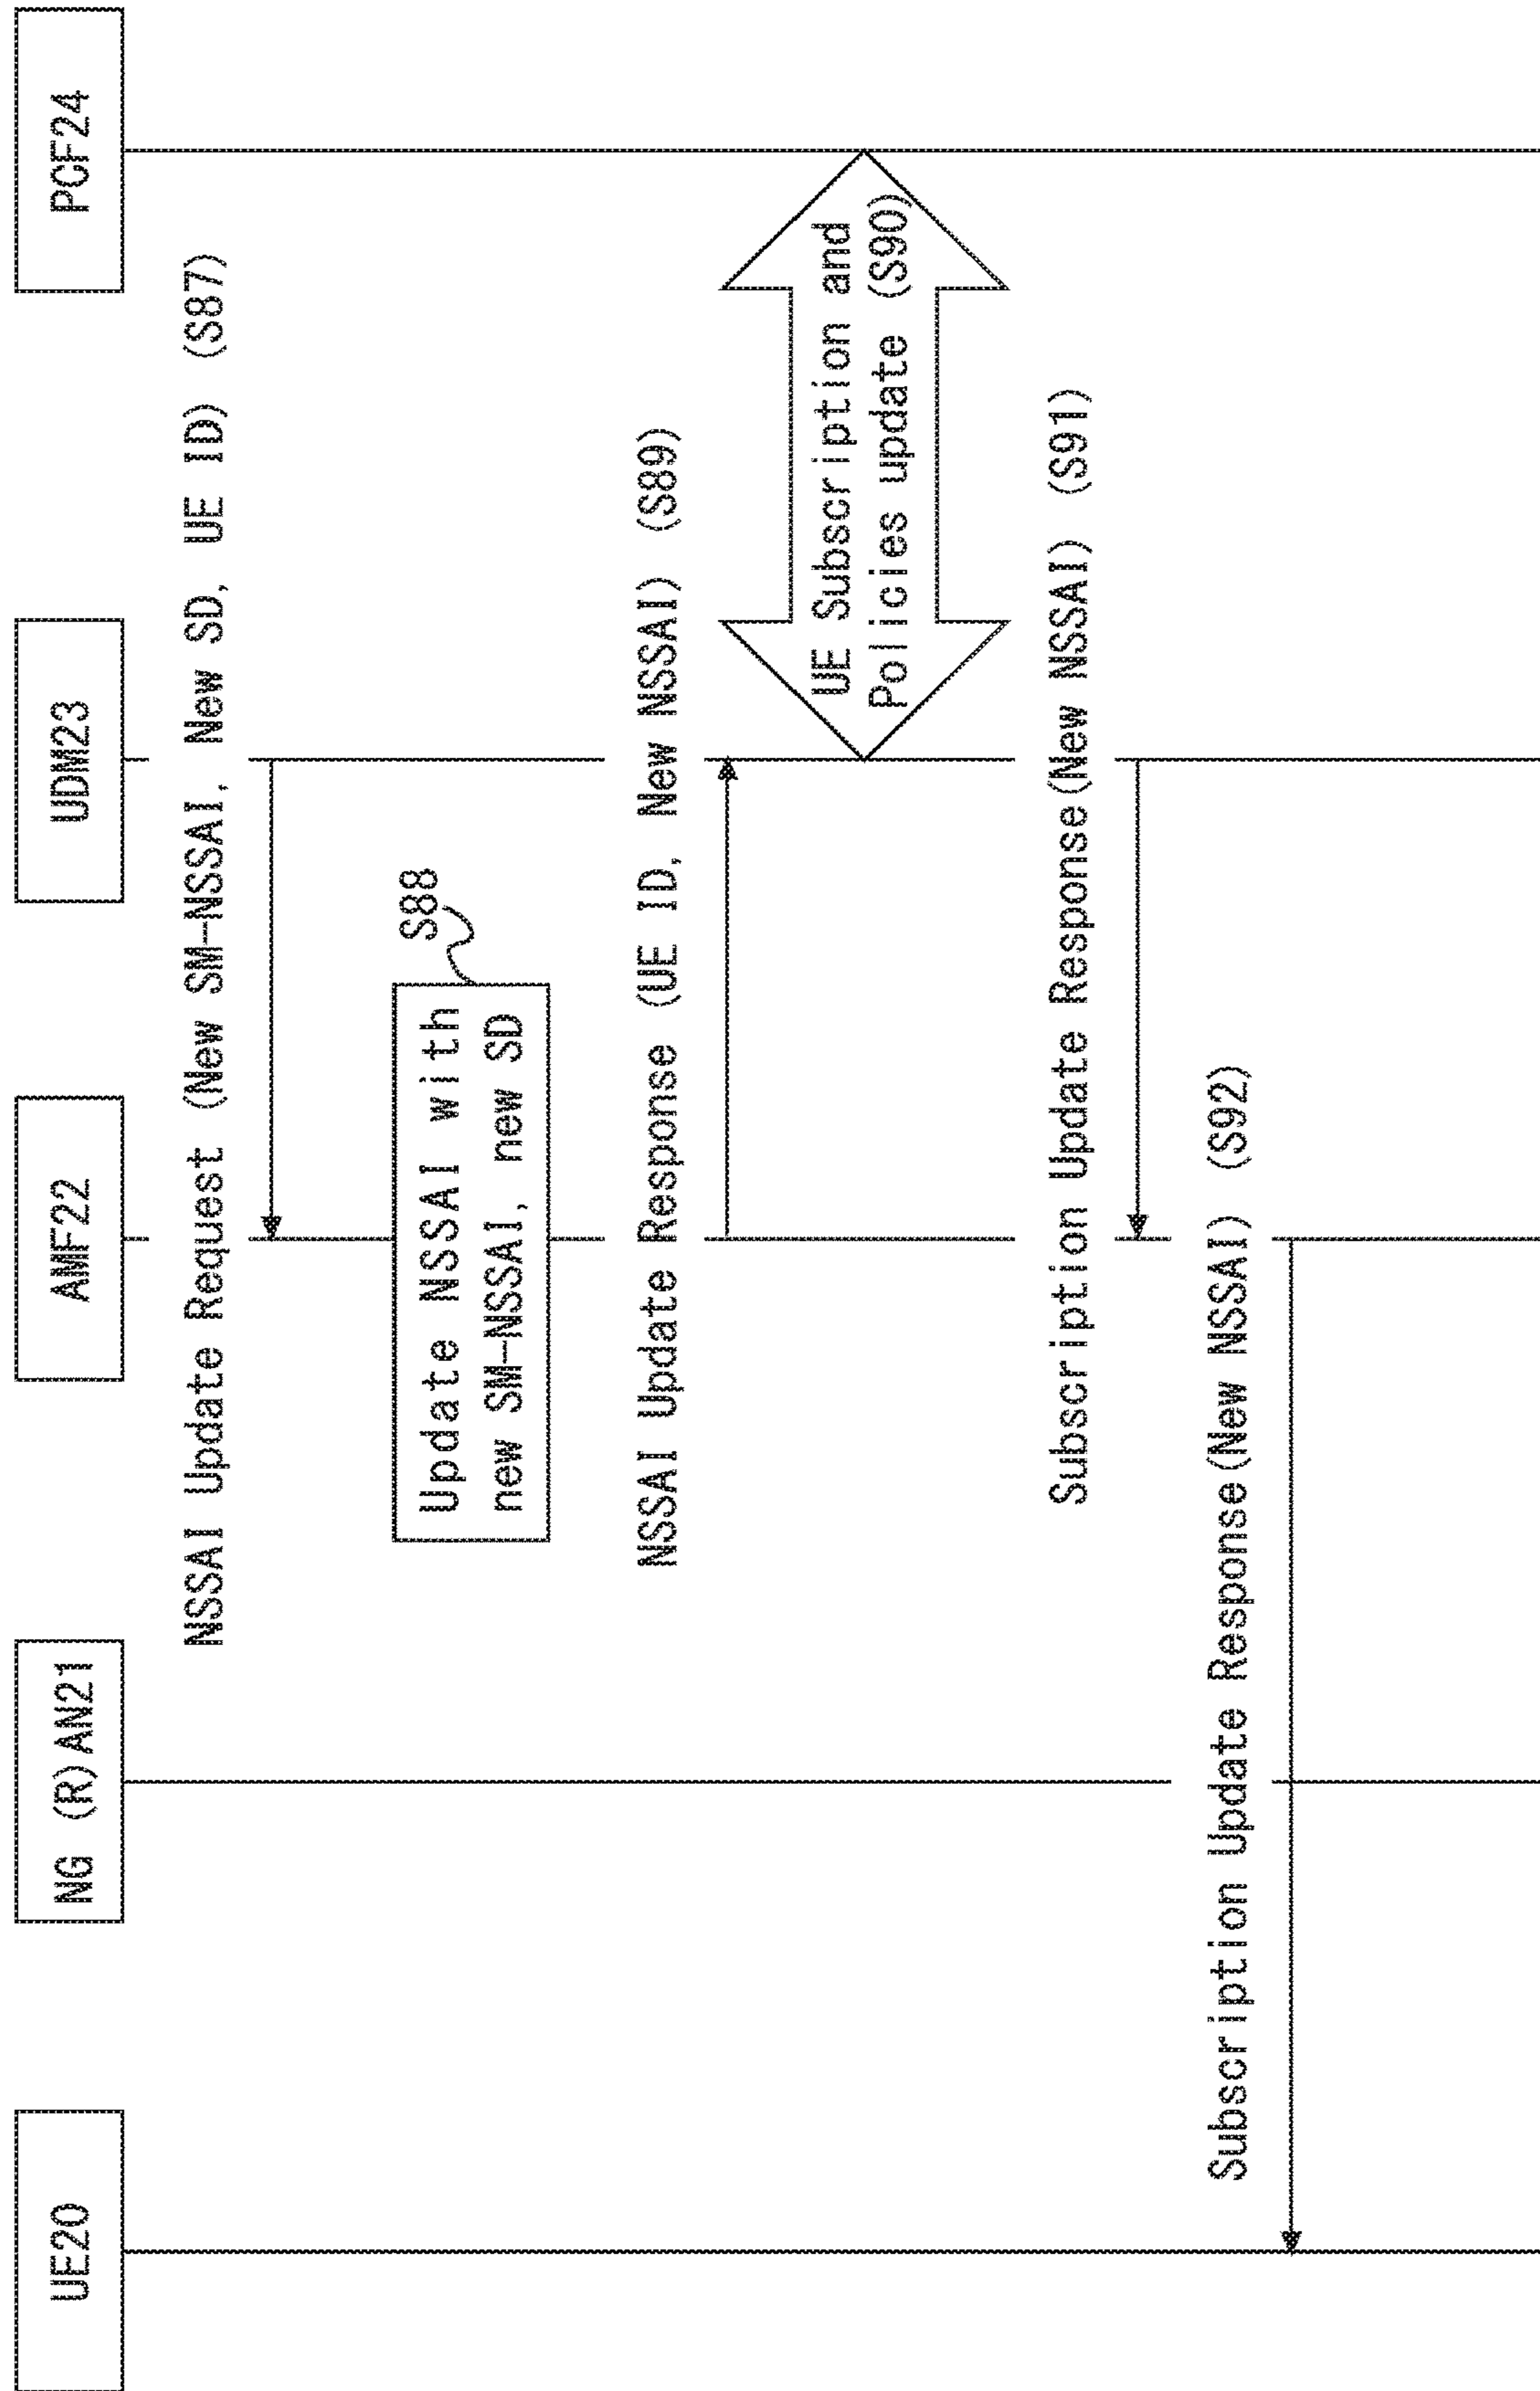 UE20
NG (R)AN21
AMF22
UDM23
PCF24
NSSAI Update Request (New SM-NSSAI, New SD, UE ID) (S87)
S88
Update NSSAI with
new SM-NSSAI, new SD
NSSAI Update Response (UE ID, New NSSAI) (S89)
UE Subscription and
Policies update (S90)
Subscription Update Response(New NSSAI) (S91)
Subscription Update Response(New NSSAI) (S92)